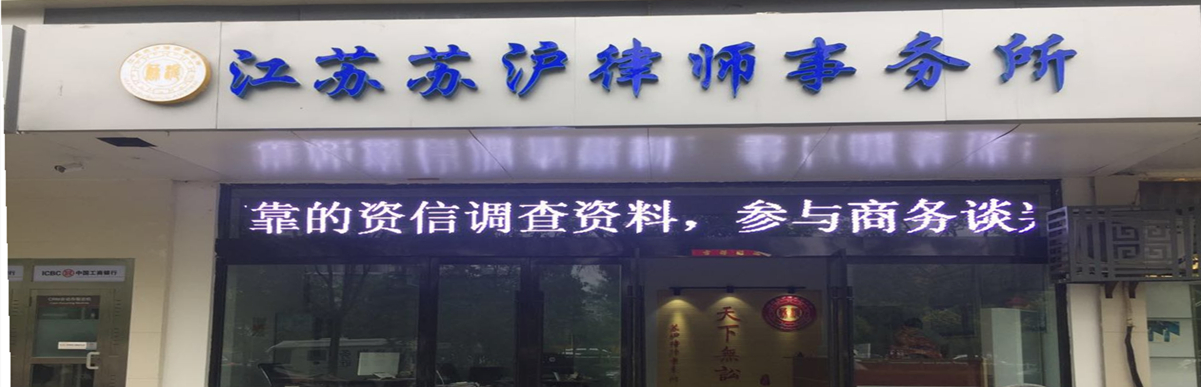 江苏苏沪律师事务所
靠的资信调查资料，参与商务谈
ICBC 中国工商银行
天下無訟